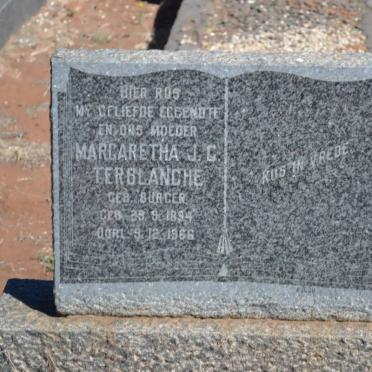 HIER RUS
MY GELIEFDE EGGENOTE
EN ONS MOEDER
MARGARETHA J. C.
TERBLANCHE
GEB. BURGER
GEB. 28. 9. 1894
OORL. 9. 12. 1966
RUS IN VREDE